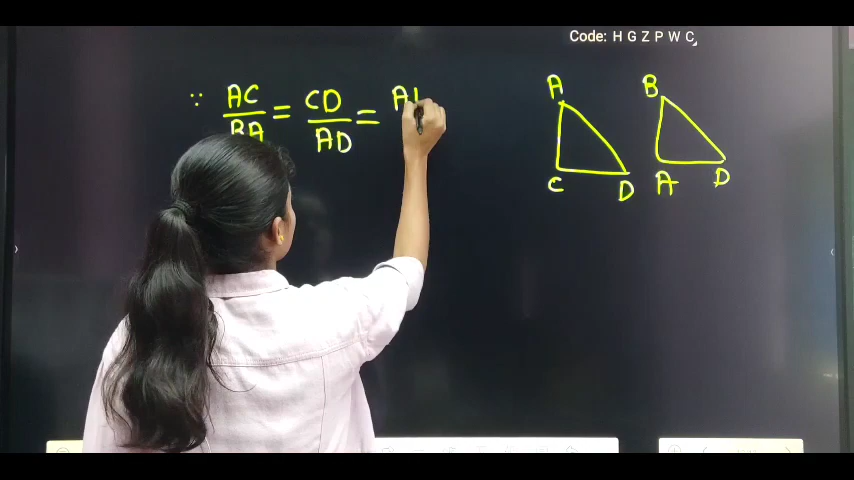 Code: H G Z P W C
∵ AC/BA = CD/AD = A
A B
C D A D